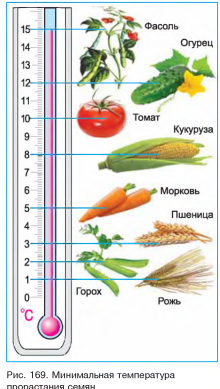 15
14
13
12
11
10
9
8
7
6
5
4
3
2
1
0
°C
Фасоль
Огурец
Томат
Кукуруза
Морковь
Пшеница
Горох
Рожь
Рис. 169. Минимальная температура
прорастания семян